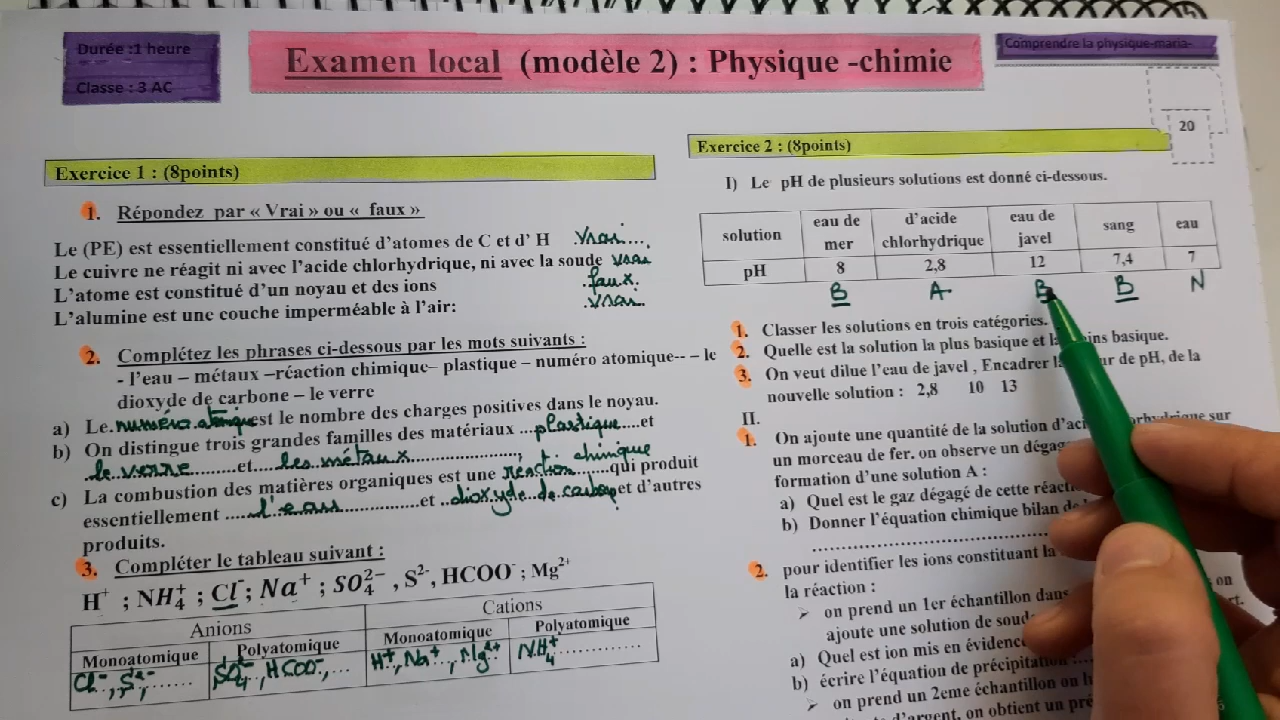 Durée :1 heure
Classe : 3 AC
Examen local (modèle 2) : Physique -chimie
Comprendre la physique-maria-
20
Exercice 1 : (8points)
1. Répondez par « Vrai » ou « faux »
Le (PE) est essentiellement constitué d’atomes de C et d’ H .Vrai....
Le cuivre ne réagit ni avec l’acide chlorhydrique, ni avec la soude vrai
L’atome est constitué d’un noyau et des ions .faux.
L’alumine est une couche imperméable à l’air: .vrai
2. Complétez les phrases ci-dessous par les mots suivants :
- l’eau – métaux –réaction chimique– plastique – numéro atomique-- – le
dioxyde de carbone – le verre
a) Le.numéro atomique est le nombre des charges positives dans le noyau.
b) On distingue trois grandes familles des matériaux ...plastique....et
le verre.........et....les métaux......................,
c) La combustion des matières organiques est une réaction chimique.......qui produit
essentiellement .....l'eau..............et ..dioxyde.de.carbone et d’autres
produits.
3. Compléter le tableau suivant :
H⁺ ; NH₄⁺ ; Cl⁻ ; Na⁺ ; SO₄²⁻ , S²⁻, HCOO⁻ ; Mg²⁺
Anions Cations
Monoatomique Polyatomique Monoatomique Polyatomique
Cl⁻, S²⁻,....... SO₄²⁻, HCOO⁻,.... H⁺, Na⁺, Mg²⁺ NH₄⁺.............
Exercice 2 : (8points)
I) Le pH de plusieurs solutions est donné ci-dessous.
solution eau de mer d’acide chlorhydrique eau de javel sang eau
pH 8 2,8 12 7,4 7
B A B B N
1. Classer les solutions en trois catégories.
2. Quelle est la solution la plus basique et basique.
3. On veut dilue l’eau de javel , Encadrer de pH, de la
nouvelle solution : 2,8 10 13
II.
1. On ajoute une quantité de la solution d’ sur
un morceau de fer. on observe un
formation d’une solution A :
a) Quel est le gaz dégagé de cette
b) Donner l’équation chimique bilan
2. pour identifier les ions constituant la
la réaction : on
➢ on prend un 1er échantillon dans
ajoute une solution de
a) Quel est ion mis en évidence
b) écrire l’équation de précipitation
➢ on prend un 2eme échantillon
d’argent, on obtient un